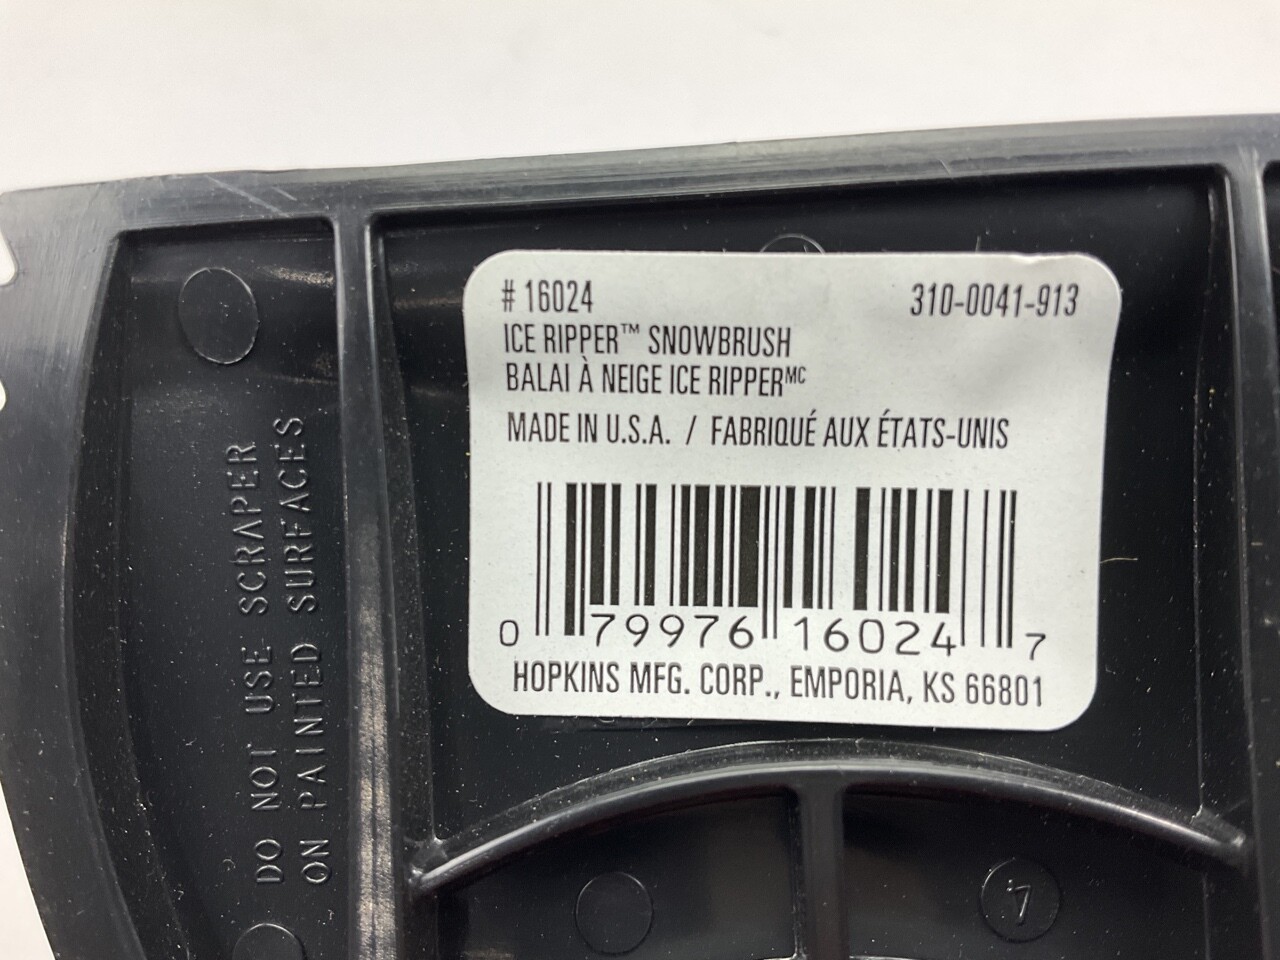 # 16024 310-0041-913
ICE RIPPER™ SNOWBRUSH
BALAI À NEIGE ICE RIPPERᴹᶜ
MADE IN U.S.A. / FABRIQUÉ AUX ÉTATS-UNIS
0 79976 16024 7
HOPKINS MFG. CORP., EMPORIA, KS 66801
DO NOT USE SCRAPER
ON PAINTED SURFACES
4